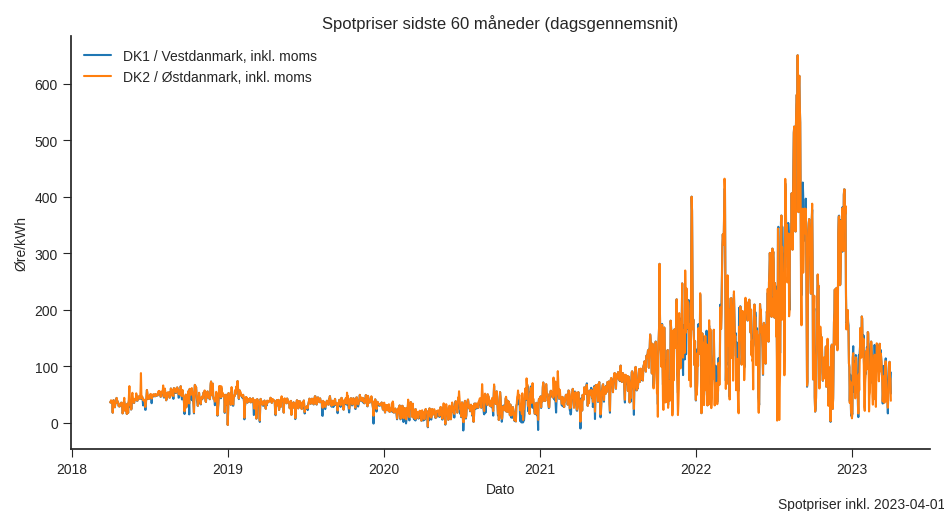 Spotpriser sidste 60 måneder (dagsgennemsnit)
DK1 / Vestdanmark, inkl. moms
DK2 / Østdanmark, inkl. moms
600
500
400
300
200
100
0
Øre/kWh
2018 2019 2020 2021 2022 2023
Dato
Spotpriser inkl. 2023-04-01